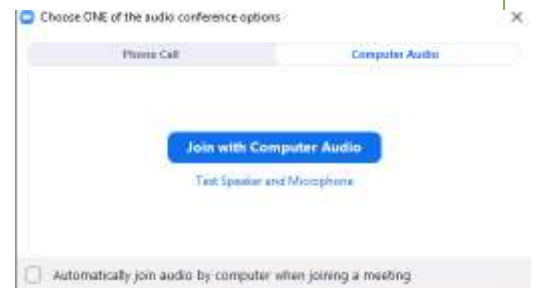 Choose ONE of the audio conference options
Phone Call
Computer Audio
Join with Computer Audio
Test Speaker and Microphone
Automatically join audio by computer when joining a meeting